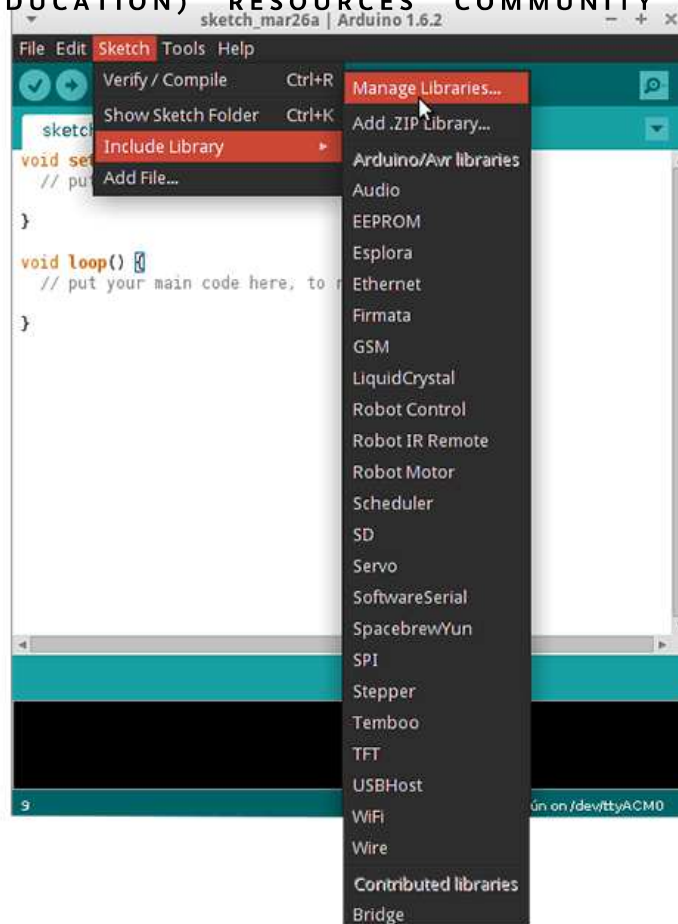 DUCATION) RESOURCES COMMUNITY
sketch_mar26a | Arduino 1.6.2
File Edit Sketch Tools Help
Verify / Compile Ctrl+R
Show Sketch Folder Ctrl+K
Include Library
Add File...
Manage Libraries...
Add .ZIP Library...
Arduino/Avr libraries
Audio
EEPROM
Esplora
Ethernet
Firmata
GSM
LiquidCrystal
Robot Control
Robot IR Remote
Robot Motor
Scheduler
SD
Servo
SoftwareSerial
SpacebrewYun
SPI
Stepper
Temboo
TFT
USBHost
WiFi
Wire
Contributed libraries
Bridge
void
//
}
void loop() {
// put your main code here, to
}
9
on /dev/ttyACM0